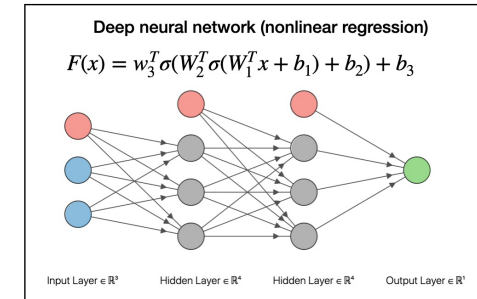 Deep neural network (nonlinear regression)
F(x) = w₃ᵀσ(W₂ᵀσ(W₁ᵀx + b₁) + b₂) + b₃
Input Layer ∈ ℝ³ Hidden Layer ∈ ℝ⁴ Hidden Layer ∈ ℝ⁴ Output Layer ∈ ℝ¹